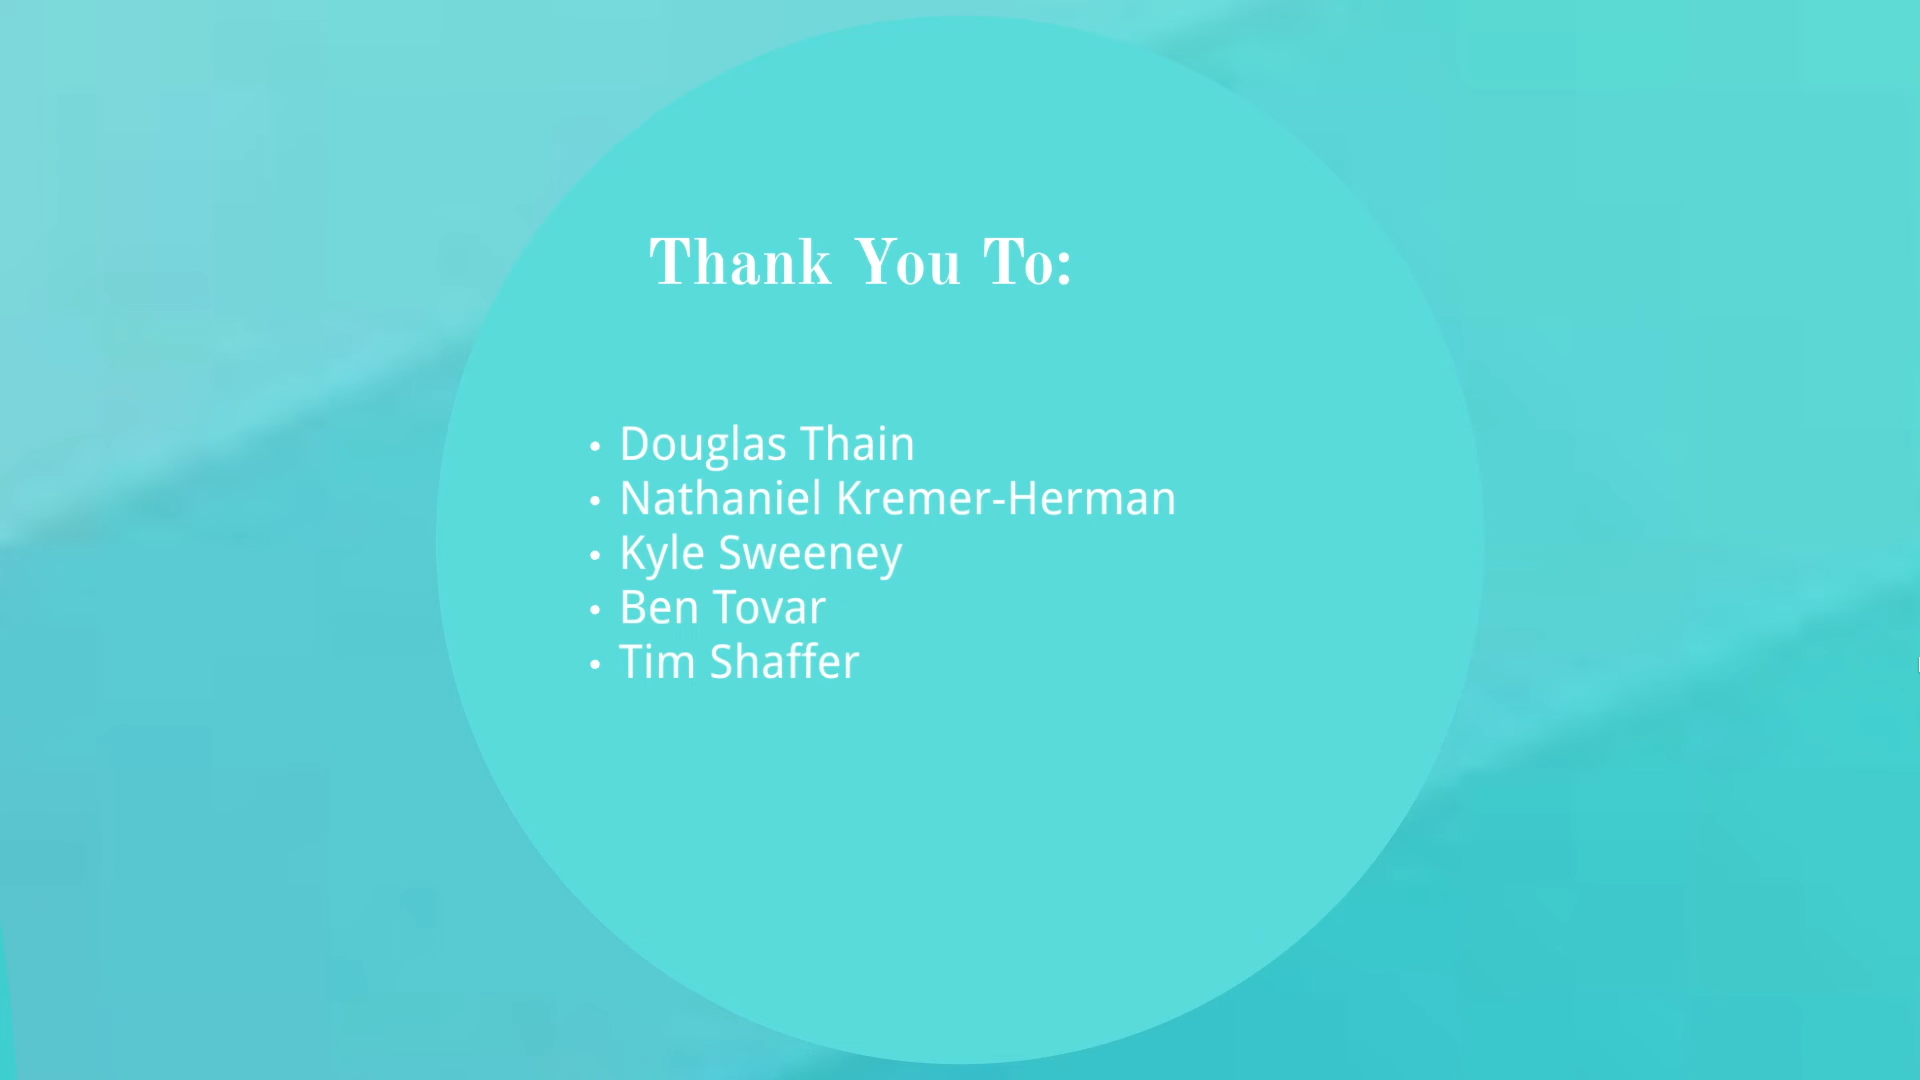 Thank You To:
• Douglas Thain
• Nathaniel Kremer-Herman
• Kyle Sweeney
• Ben Tovar
• Tim Shaffer